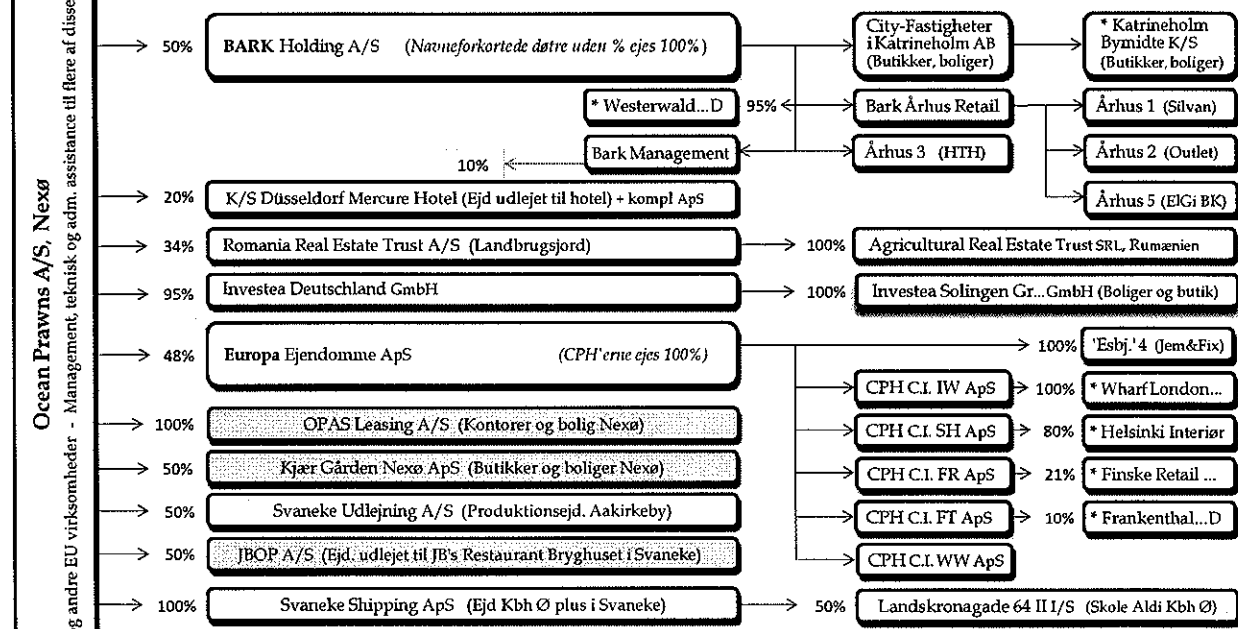 Ocean Prawns A/S, Nexø
og andre EU virksomheder - Management, teknisk og adm. assistance til flere af disse
50%
BARK Holding A/S (Navneforkortede døtre uden % ejes 100%)
City-Fastigheter
i Katrineholm AB
(Butikker, boliger)
* Katrineholm
Bymidte K/S
(Butikker, boliger)
* Westerwald...D
95%
Bark Århus Retail
Århus 1 (Silvan)
Bark Management
Århus 3 (HTH)
Århus 2 (Outlet)
10%
20%
K/S Düsseldorf Mercure Hotel (Ejd udlejet til hotel) + kompl ApS
Århus 5 (ElGi BK)
34%
Romania Real Estate Trust A/S (Landbrugsjord)
100%
Agricultural Real Estate Trust SRL, Rumænien
95%
Investea Deutschland GmbH
100%
Investea Solingen Gr...GmbH (Boliger og butik)
48%
Europa Ejendomme ApS (CPH'erne ejes 100%)
100%
'Esbj.'4 (Jem&Fix)
CPH C.I. IW ApS
100%
* Wharf London...
100%
OPAS Leasing A/S (Kontorer og bolig Nexø)
CPH C.I. SH ApS
80%
* Helsinki Interiør
50%
Kjær Gården Nexø ApS (Butikker og boliger Nexø)
CPH C.I. FR ApS
21%
* Finske Retail ...
50%
Svaneke Udlejning A/S (Produktionsejd. Aakirkeby)
CPH C.I. FT ApS
10%
* Frankenthal...D
50%
JBOP A/S (Ejd. udlejet til JB's Restaurant Bryghuset i Svaneke)
CPH C.I. WW ApS
100%
Svaneke Shipping ApS (Ejd Kbh Ø plus i Svaneke)
50%
Landskronagade 64 II I/S (Skole Aldi Kbh Ø)